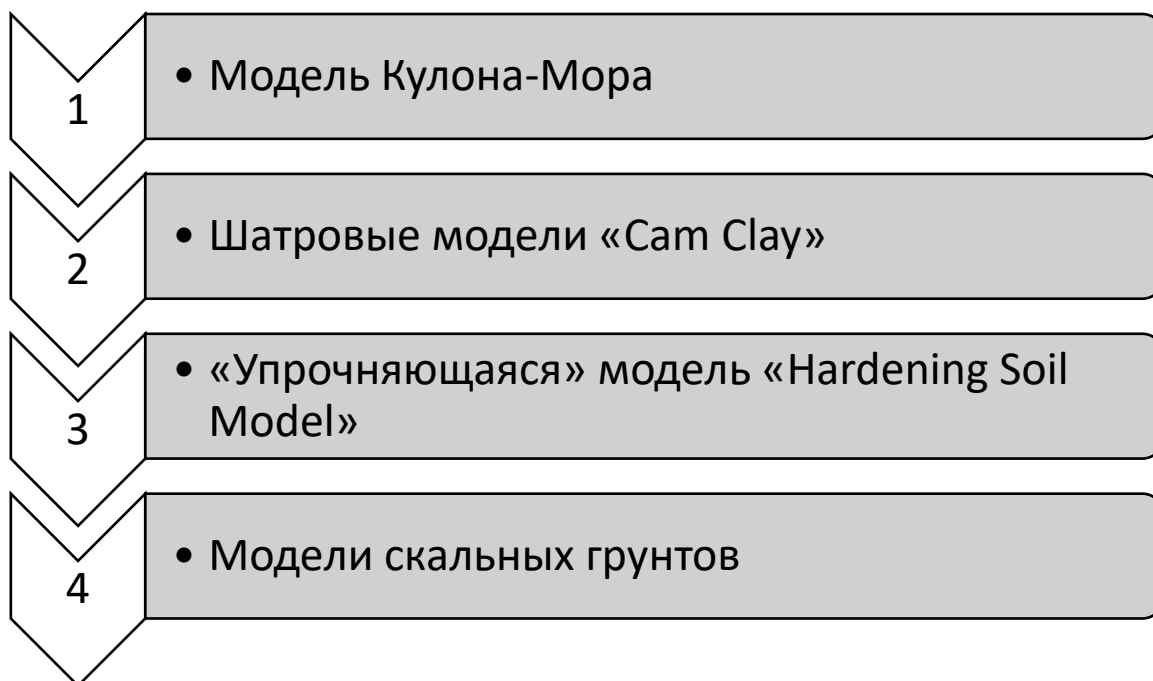 1
• Модель Кулона-Мора
2
• Шатровые модели «Cam Clay»
3
• «Упрочняющаяся» модель «Hardening Soil
Model»
4
• Модели скальных грунтов